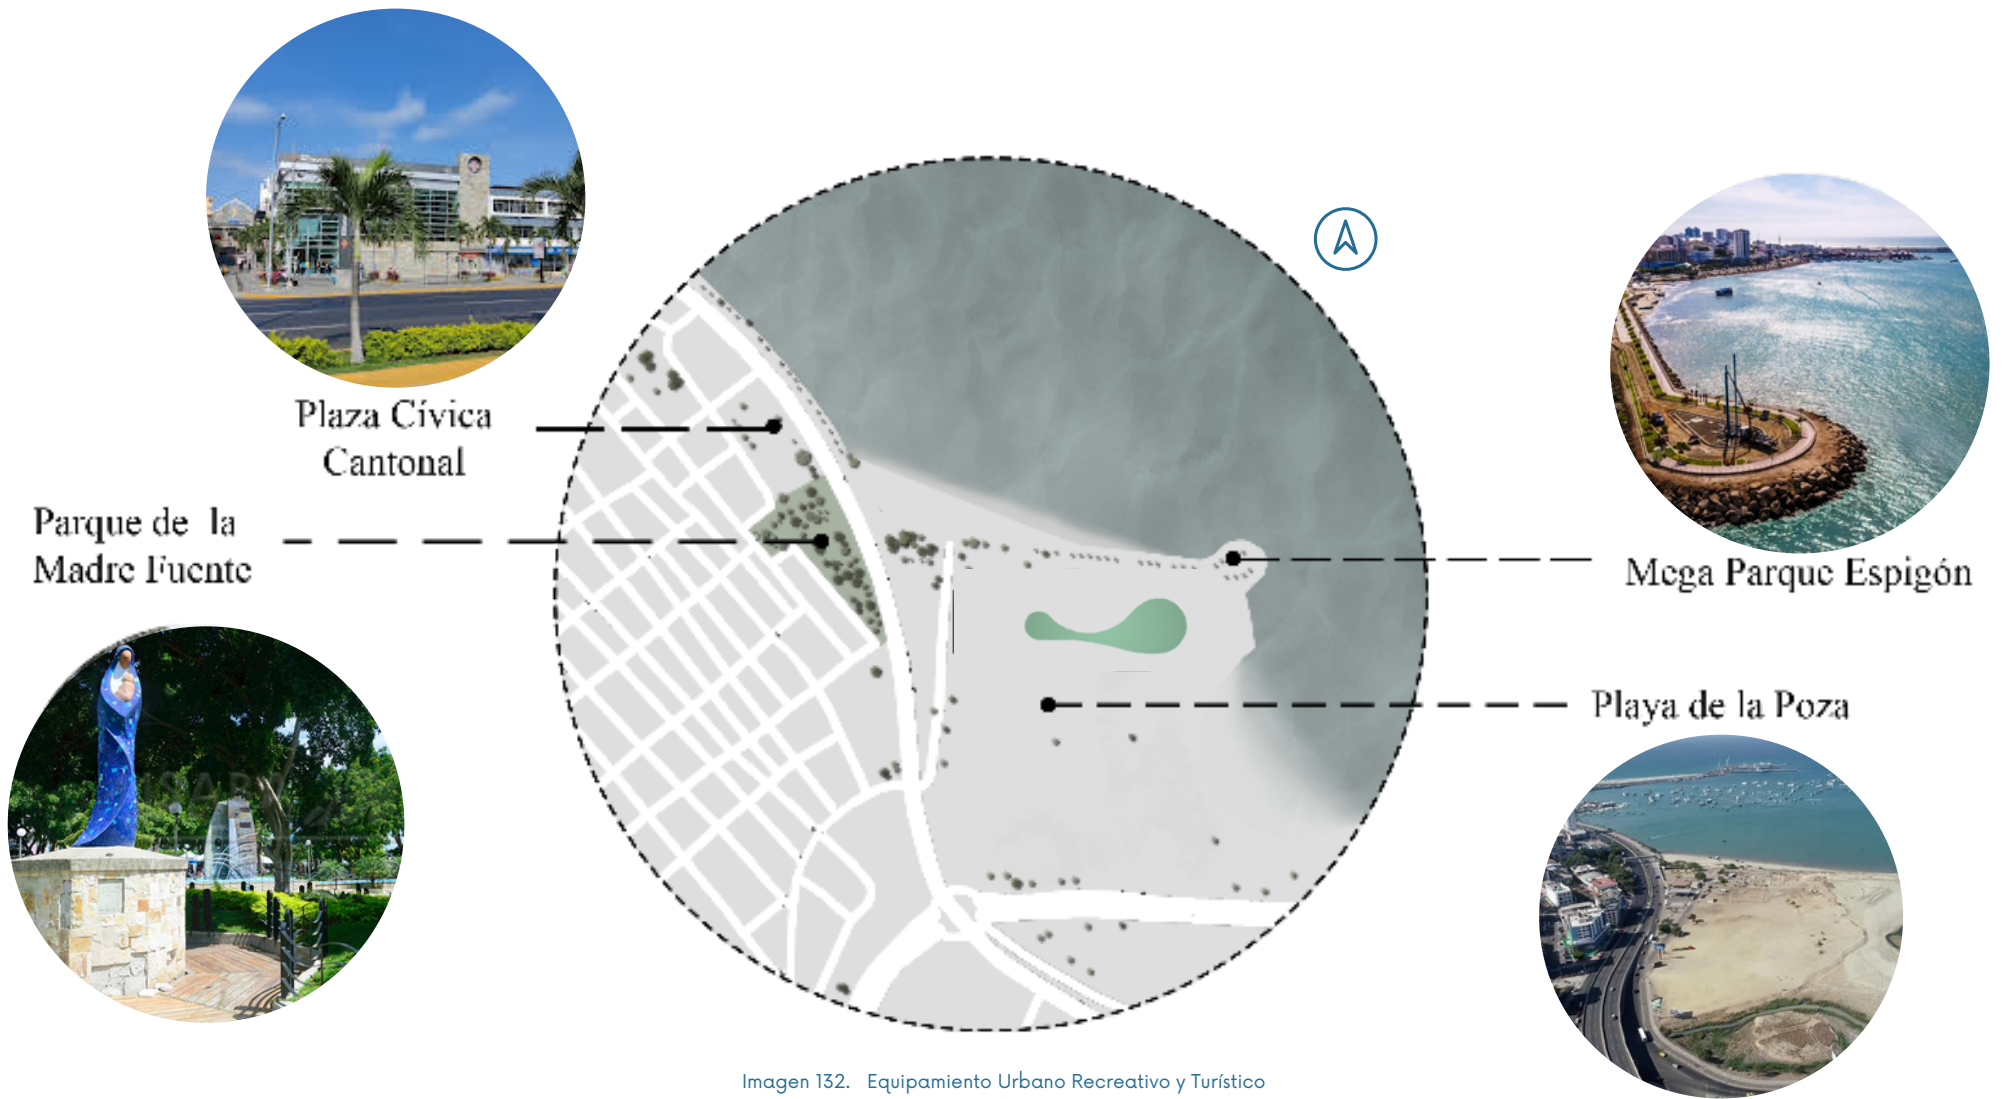 Plaza Cívica
Cantonal
Parque de la
Madre Fuente
Mega Parque Espigón
Playa de la Poza
Imagen 132. Equipamiento Urbano Recreativo y Turístico